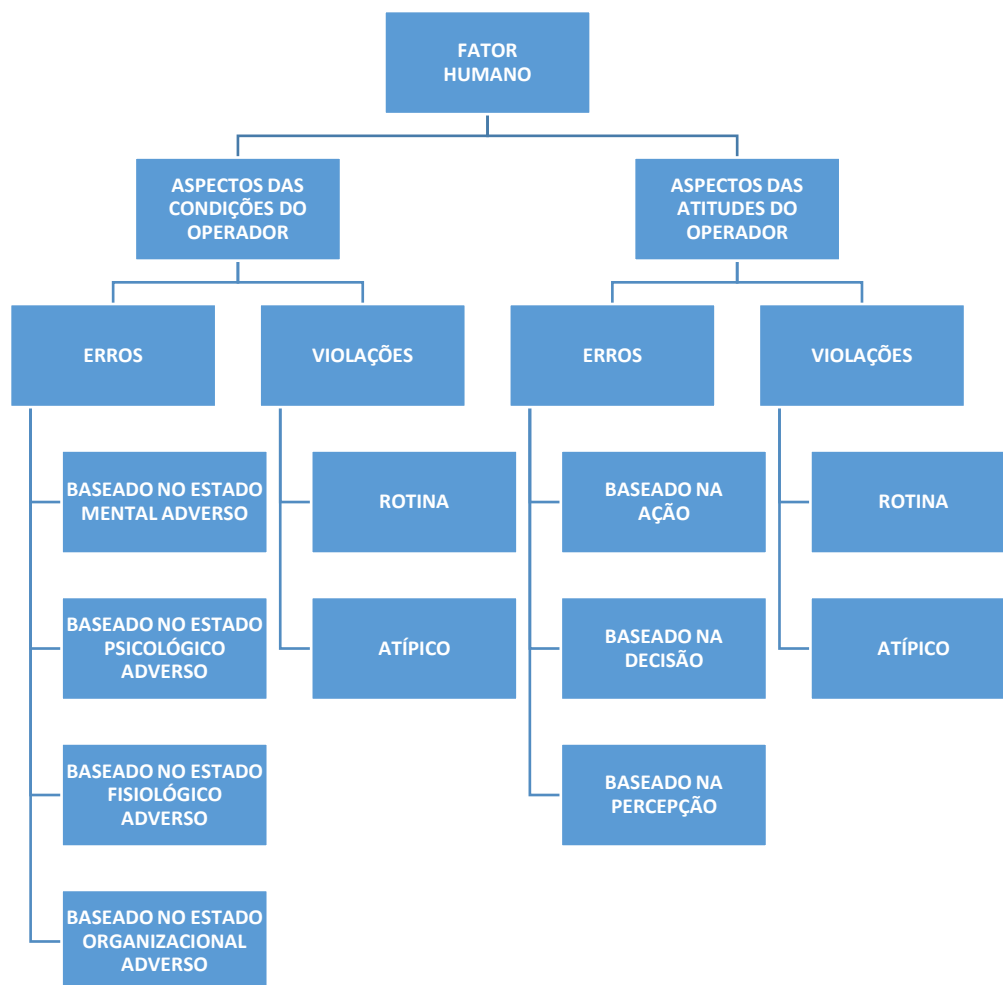 FATOR
HUMANO
ASPECTOS DAS
CONDIÇÕES DO
OPERADOR
ASPECTOS DAS
ATITUDES DO
OPERADOR
ERROS
VIOLAÇÕES
ERROS
VIOLAÇÕES
BASEADO NO ESTADO
MENTAL ADVERSO
ROTINA
BASEADO NA
AÇÃO
ROTINA
BASEADO NO ESTADO
PSICOLÓGICO
ADVERSO
ATÍPICO
BASEADO NA
DECISÃO
ATÍPICO
BASEADO NO ESTADO
FISIOLÓGICO
ADVERSO
BASEADO NA
PERCEPÇÃO
BASEADO NO ESTADO
ORGANIZACIONAL
ADVERSO